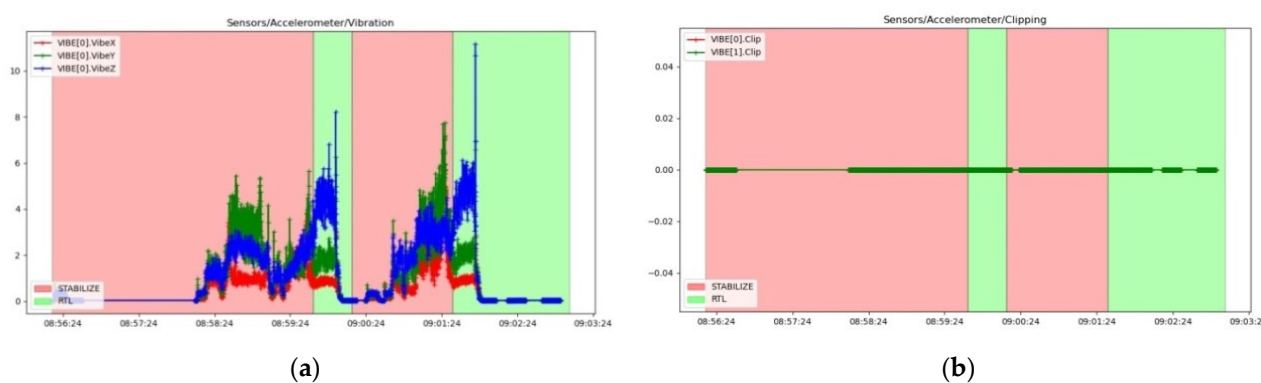 Sensors/Accelerometer/Vibration
VIBE[0].VibeX
VIBE[0].VibeY
VIBE[0].VibeZ
10
8
6
4
2
0
STABILIZE
RTL
08:56:24 08:57:24 08:58:24 08:59:24 09:00:24 09:01:24 09:02:24 09:03:24
(a)
Sensors/Accelerometer/Clipping
VIBE[0].Clip
VIBE[1].Clip
0.04
0.02
0.00
−0.02
−0.04
STABILIZE
RTL
08:56:24 08:57:24 08:58:24 08:59:24 09:00:24 09:01:24 09:02:24 09:03:24
(b)